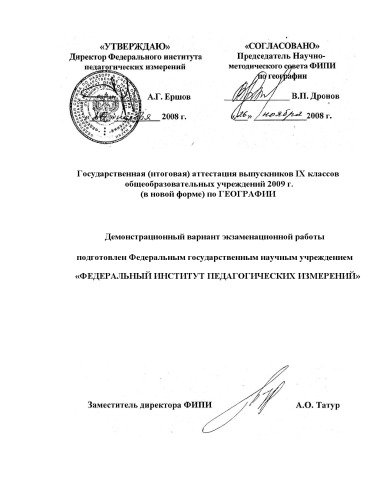 «УТВЕРЖДАЮ»
Директор Федерального института
педагогических измерений
А.Г. Ершов
2008 г.
«СОГЛАСОВАНО»
Председатель Научно-
методического совета ФИПИ
по географии
В.П. Дронов
«26» ноября 2008 г.
Государственная (итоговая) аттестация выпускников IX классов
общеобразовательных учреждений 2009 г.
(в новой форме) по ГЕОГРАФИИ
Демонстрационный вариант экзаменационной работы
подготовлен Федеральным государственным научным учреждением
«ФЕДЕРАЛЬНЫЙ ИНСТИТУТ ПЕДАГОГИЧЕСКИХ ИЗМЕРЕНИЙ»
Заместитель директора ФИПИ
А.О. Татур